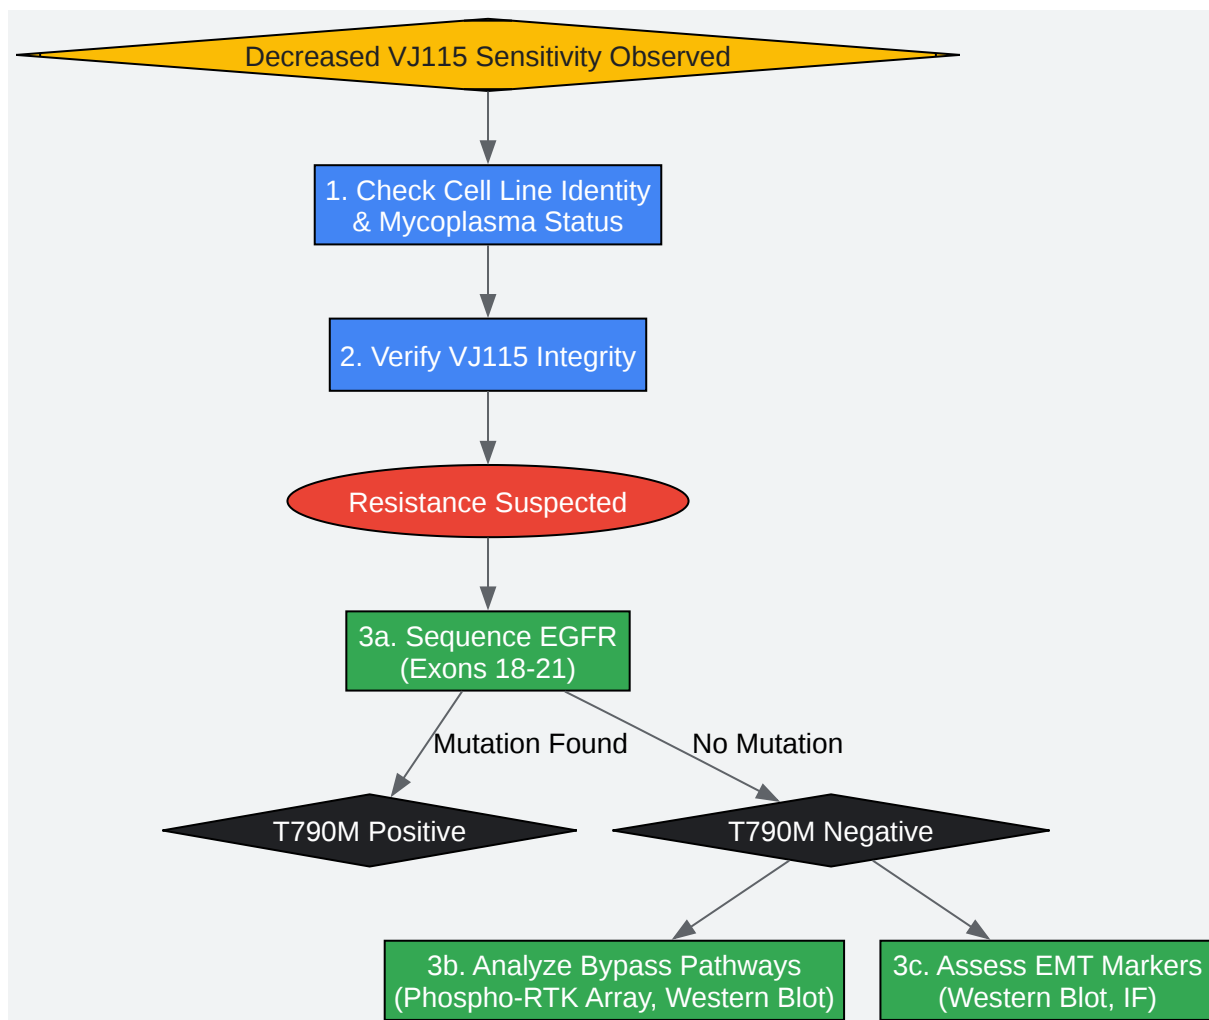 Decreased VJ115 Sensitivity Observed
1. Check Cell Line Identity
& Mycoplasma Status
2. Verify VJ115 Integrity
Resistance Suspected
3a. Sequence EGFR
(Exons 18-21)
Mutation Found
No Mutation
T790M Positive
T790M Negative
3b. Analyze Bypass Pathways
(Phospho-RTK Array, Western Blot)
3c. Assess EMT Markers
(Western Blot, IF)